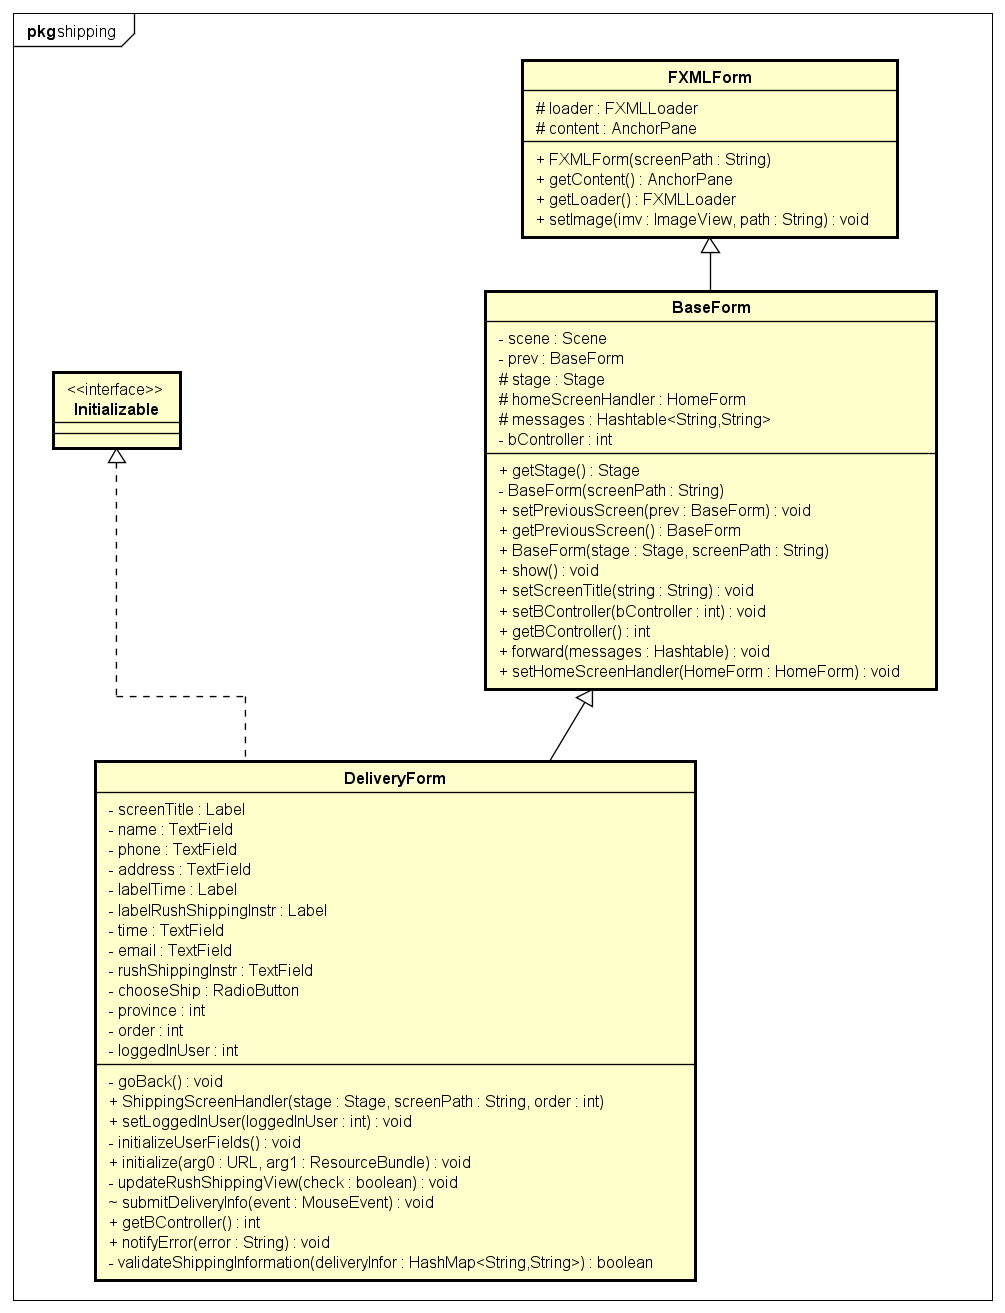 pkg shipping
FXMLForm
# loader : FXMLLoader
# content : AnchorPane
+ FXMLForm(screenPath : String)
+ getContent() : AnchorPane
+ getLoader() : FXMLLoader
+ setImage(imv : ImageView, path : String) : void
BaseForm
- scene : Scene
- prev : BaseForm
# stage : Stage
# homeScreenHandler : HomeForm
# messages : Hashtable<String,String>
- bController : int
+ getStage() : Stage
- BaseForm(screenPath : String)
+ setPreviousScreen(prev : BaseForm) : void
+ getPreviousScreen() : BaseForm
+ BaseForm(stage : Stage, screenPath : String)
+ show() : void
+ setScreenTitle(string : String) : void
+ setBController(bController : int) : void
+ getBController() : int
+ forward(messages : Hashtable) : void
+ setHomeScreenHandler(HomeForm : HomeForm) : void
<<interface>>
Initializable
DeliveryForm
- screenTitle : Label
- name : TextField
- phone : TextField
- address : TextField
- labelTime : Label
- labelRushShippingInstr : Label
- time : TextField
- email : TextField
- rushShippingInstr : TextField
- chooseShip : RadioButton
- province : int
- order : int
- loggedInUser : int
- goBack() : void
+ ShippingScreenHandler(stage : Stage, screenPath : String, order : int)
+ setLoggedInUser(loggedInUser : int) : void
- initializeUserFields() : void
+ initialize(arg0 : URL, arg1 : ResourceBundle) : void
- updateRushShippingView(check : boolean) : void
~ submitDeliveryInfo(event : MouseEvent) : void
+ getBController() : int
+ notifyError(error : String) : void
- validateShippingInformation(deliveryInfor : HashMap<String,String>) : boolean